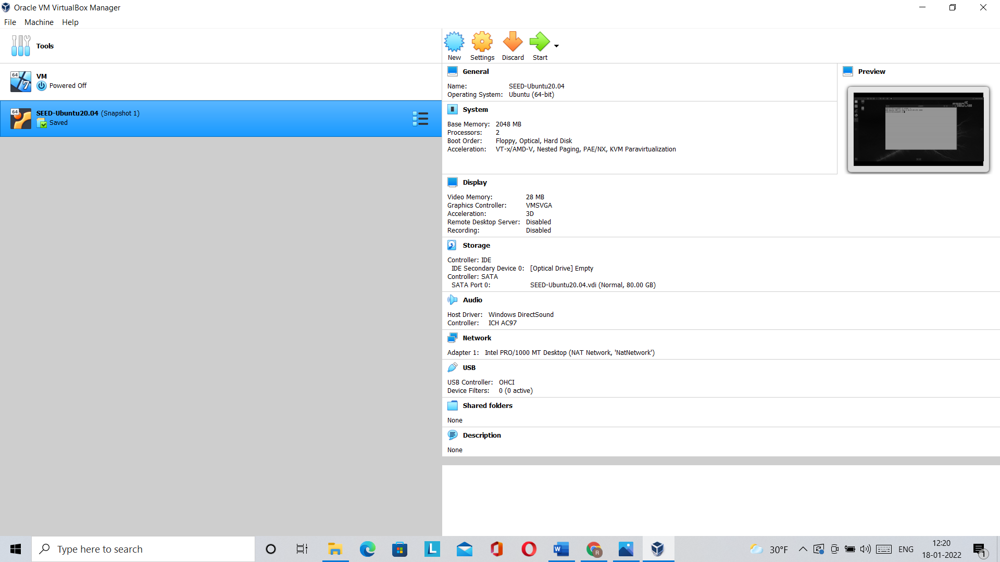 Oracle VM VirtualBox Manager
File Machine Help
Tools
New Settings Discard Start
64
7
VM
Powered Off
64
SEED-Ubuntu20.04 (Snapshot 1)
Saved
General
Name: SEED-Ubuntu20.04
Operating System: Ubuntu (64-bit)
Preview
System
Base Memory: 2048 MB
Processors: 2
Boot Order: Floppy, Optical, Hard Disk
Acceleration: VT-x/AMD-V, Nested Paging, PAE/NX, KVM Paravirtualization
Display
Video Memory: 28 MB
Graphics Controller: VMSVGA
Acceleration: 3D
Remote Desktop Server: Disabled
Recording: Disabled
Storage
Controller: IDE
IDE Secondary Device 0: [Optical Drive] Empty
Controller: SATA
SATA Port 0: SEED-Ubuntu20.04.vdi (Normal, 80.00 GB)
Audio
Host Driver: Windows DirectSound
Controller: ICH AC97
Network
Adapter 1: Intel PRO/1000 MT Desktop (NAT Network, 'NatNetwork')
USB
USB Controller: OHCI
Device Filters: 0 (0 active)
Shared folders
None
Description
None
Type here to search
L
W
R
30°F
ENG
12:20
18-01-2022
1